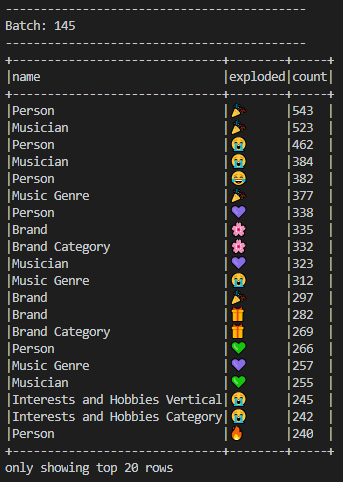 -------------------------------------------
Batch: 145
-------------------------------------------
+-------------------------------+--------+-----+
|name                           |exploded|count|
+-------------------------------+--------+-----+
|Person                         |🎉      |543  |
|Musician                       |🎉      |523  |
|Person                         |😭      |462  |
|Musician                       |😭      |384  |
|Person                         |😂      |382  |
|Music Genre                    |🎉      |377  |
|Person                         |💜      |338  |
|Brand                          |🌸      |335  |
|Brand Category                 |🌸      |332  |
|Musician                       |💜      |323  |
|Music Genre                    |😭      |312  |
|Brand                          |🎉      |297  |
|Brand                          |🎁      |282  |
|Brand Category                 |🎁      |269  |
|Person                         |💚      |266  |
|Music Genre                    |💜      |257  |
|Musician                       |💚      |255  |
|Interests and Hobbies Vertical|😭      |245  |
|Interests and Hobbies Category|😭      |242  |
|Person                         |🔥      |240  |
+-------------------------------+--------+-----+
only showing top 20 rows